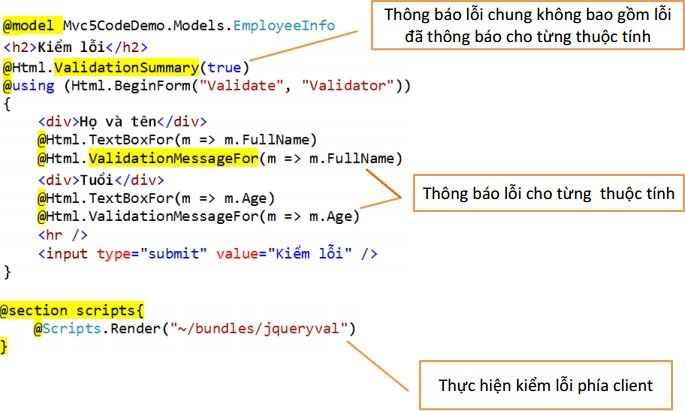 @model Mvc5CodeDemo.Models.EmployeeInfo
<h2>Kiểm lỗi</h2>
@Html.ValidationSummary(true)
@using (Html.BeginForm("Validate", "Validator"))
{
    <div>Họ và tên</div>
    @Html.TextBoxFor(m => m.FullName)
    @Html.ValidationMessageFor(m => m.FullName)
    <div>Tuổi</div>
    @Html.TextBoxFor(m => m.Age)
    @Html.ValidationMessageFor(m => m.Age)
    <hr />
    <input type="submit" value="Kiểm lỗi" />
}
@section scripts{
    @Scripts.Render("~/bundles/jqueryval")
}
Thông báo lỗi chung không bao gồm lỗi
đã thông báo cho từng thuộc tính
Thông báo lỗi cho từng thuộc tính
Thực hiện kiểm lỗi phía client